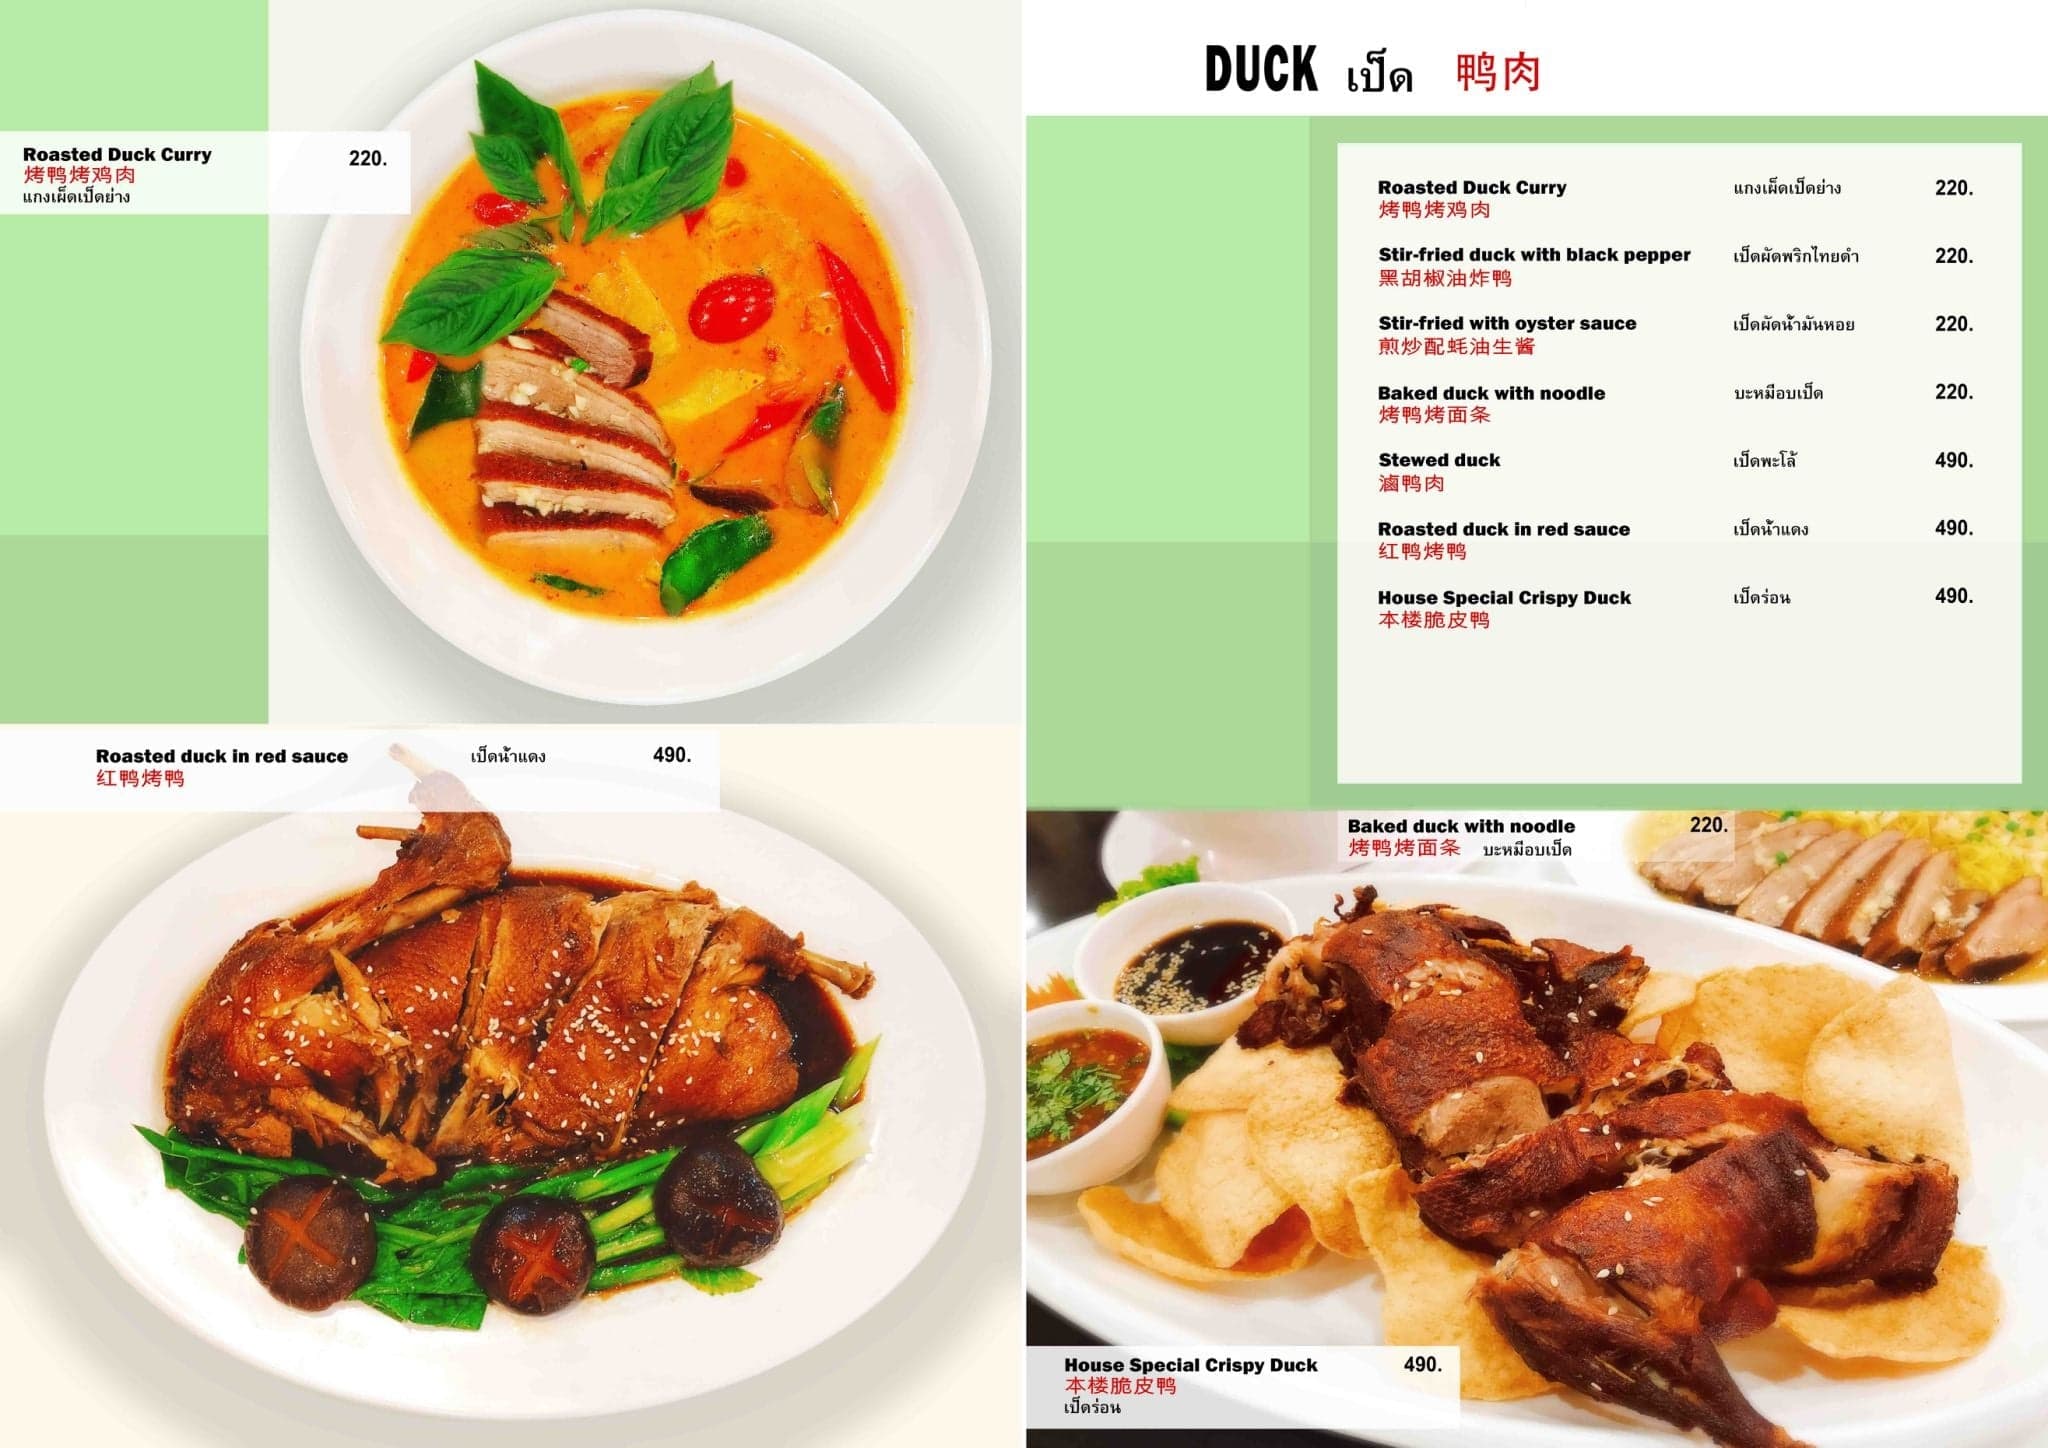 Roasted Duck Curry 220.
烤鸭烤鸡肉
แกงเผ็ดเป็ดย่าง
Roasted duck in red sauce เป็ดน้ำแดง 490.
红鸭烤鸭
DUCK เป็ด 鸭肉
Roasted Duck Curry แกงเผ็ดเป็ดย่าง 220.
烤鸭烤鸡肉
Stir-fried duck with black pepper เป็ดผัดพริกไทยดำ 220.
黑胡椒油炸鸭
Stir-fried with oyster sauce เป็ดผัดน้ำมันหอย 220.
煎炒配蚝油生酱
Baked duck with noodle บะหมี่อบเป็ด 220.
烤鸭烤面条
Stewed duck เป็ดพะโล้ 490.
滷鸭肉
Roasted duck in red sauce เป็ดน้ำแดง 490.
红鸭烤鸭
House Special Crispy Duck เป็ดร่อน 490.
本楼脆皮鸭
Baked duck with noodle 220.
烤鸭烤面条 บะหมี่อบเป็ด
House Special Crispy Duck 490.
本楼脆皮鸭
เป็ดร่อน